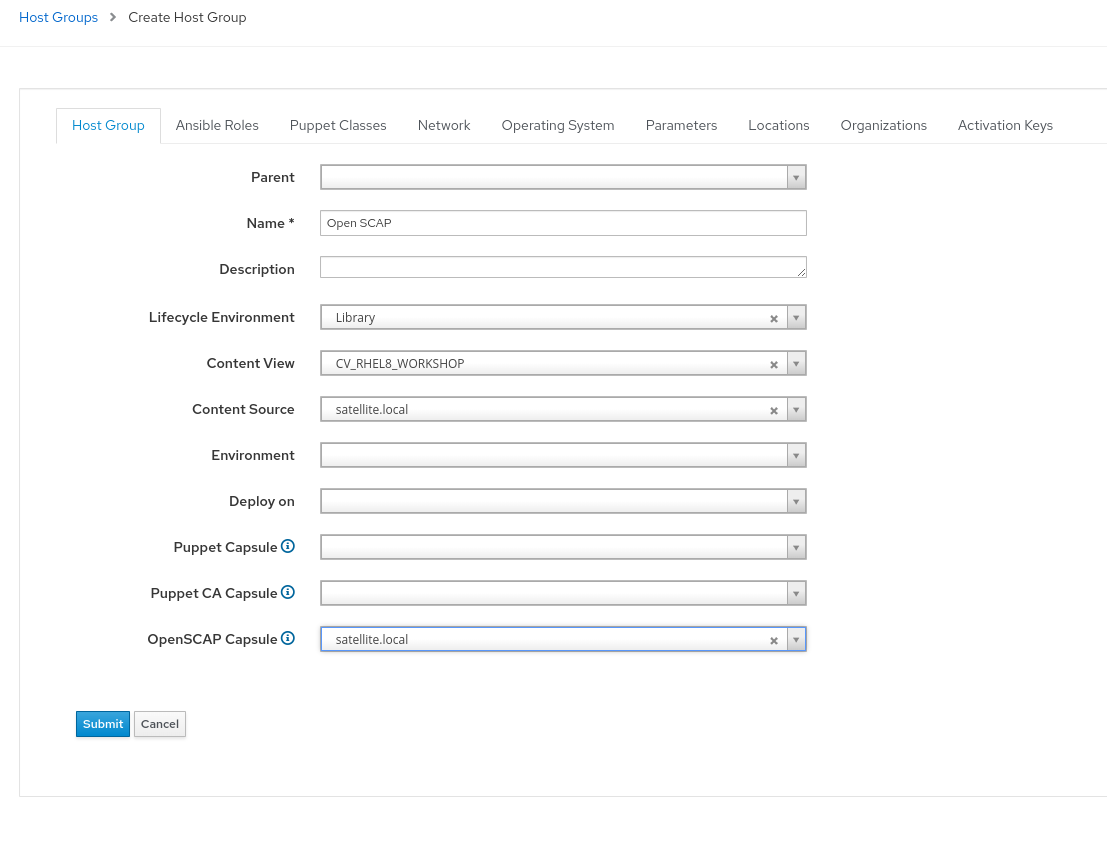 Host Groups > Create Host Group
Host Group Ansible Roles Puppet Classes Network Operating System Parameters Locations Organizations Activation Keys
Parent
Name * Open SCAP
Description
Lifecycle Environment Library
Content View CV_RHEL8_WORKSHOP
Content Source satellite.local
Environment
Deploy on
Puppet Capsule
Puppet CA Capsule
OpenSCAP Capsule satellite.local
Submit Cancel